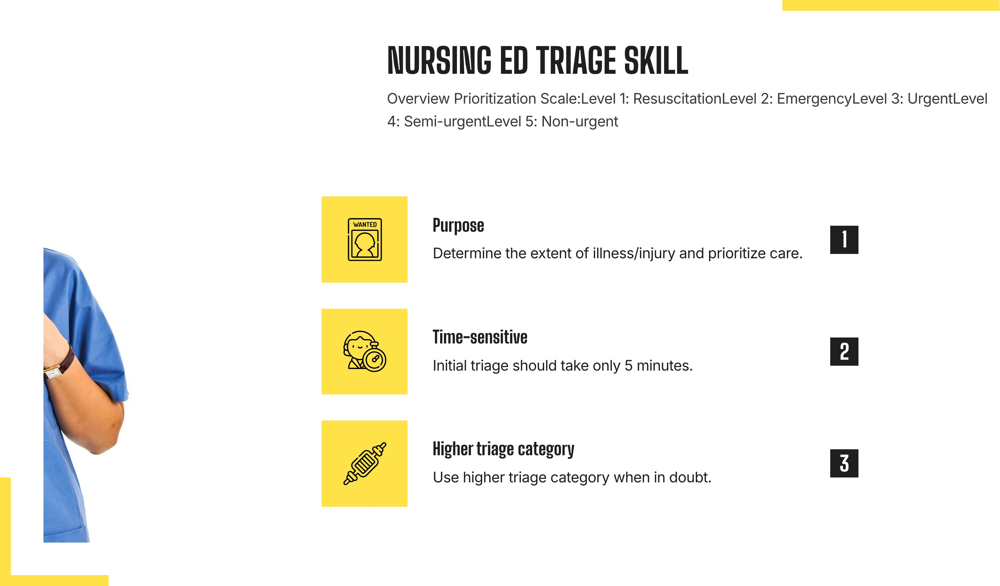 NURSING ED TRIAGE SKILL
Overview Prioritization Scale:Level 1: ResuscitationLevel 2: EmergencyLevel 3: UrgentLevel
4: Semi-urgentLevel 5: Non-urgent
WANTED
Purpose
Determine the extent of illness/injury and prioritize care.
1
Time-sensitive
Initial triage should take only 5 minutes.
2
Higher triage category
Use higher triage category when in doubt.
3